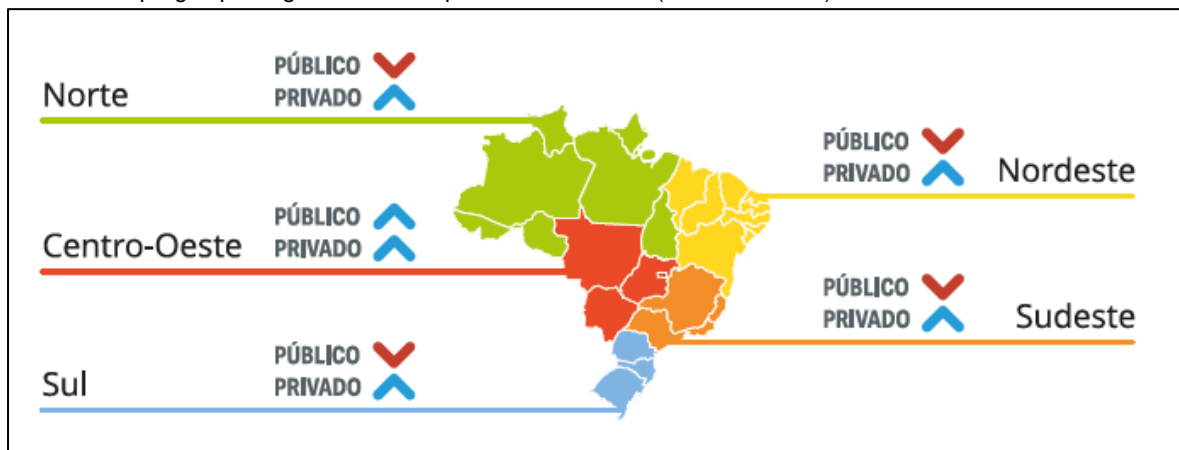 PÚBLICO
PRIVADO
Norte
PÚBLICO
PRIVADO
Nordeste
PÚBLICO
PRIVADO
Centro-Oeste
PÚBLICO
PRIVADO
Sudeste
PÚBLICO
PRIVADO
Sul